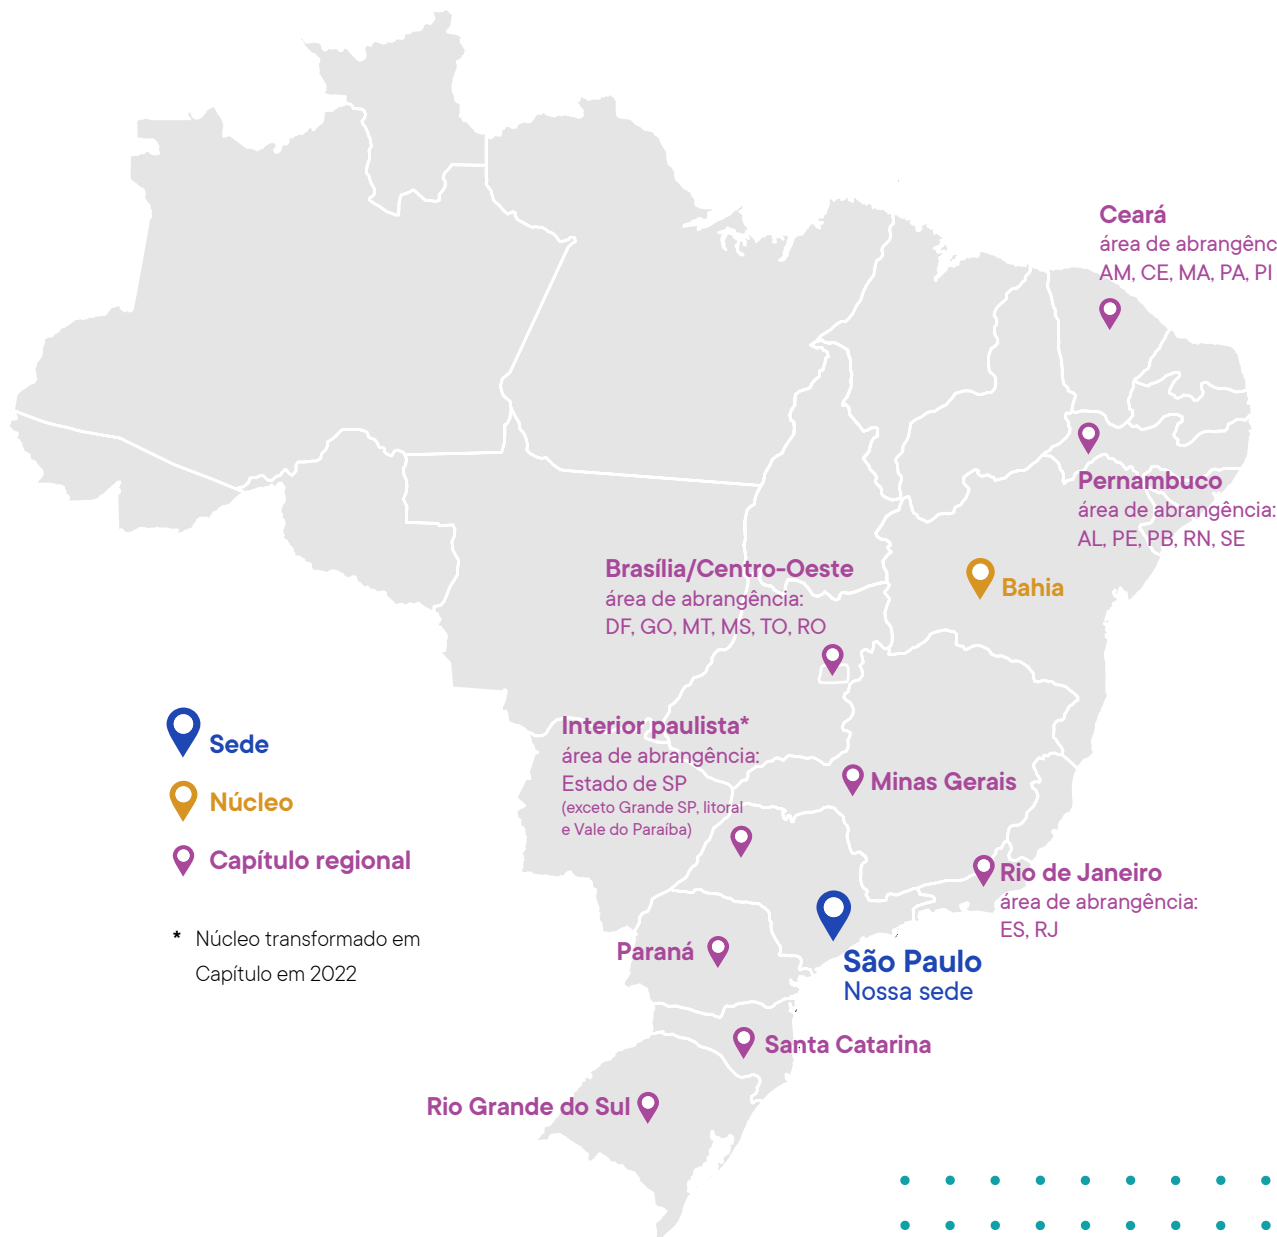 Ceará
área de abrangênc
AM, CE, MA, PA, PI
Pernambuco
área de abrangência:
AL, PE, PB, RN, SE
Brasília/Centro-Oeste
área de abrangência:
DF, GO, MT, MS, TO, RO
Bahia
Interior paulista*
área de abrangência:
Estado de SP
(exceto Grande SP, litoral
e Vale do Paraíba)
Minas Gerais
Rio de Janeiro
área de abrangência:
ES, RJ
São Paulo
Nossa sede
Paraná
Santa Catarina
Rio Grande do Sul
Sede
Núcleo
Capítulo regional
* Núcleo transformado em
Capítulo em 2022